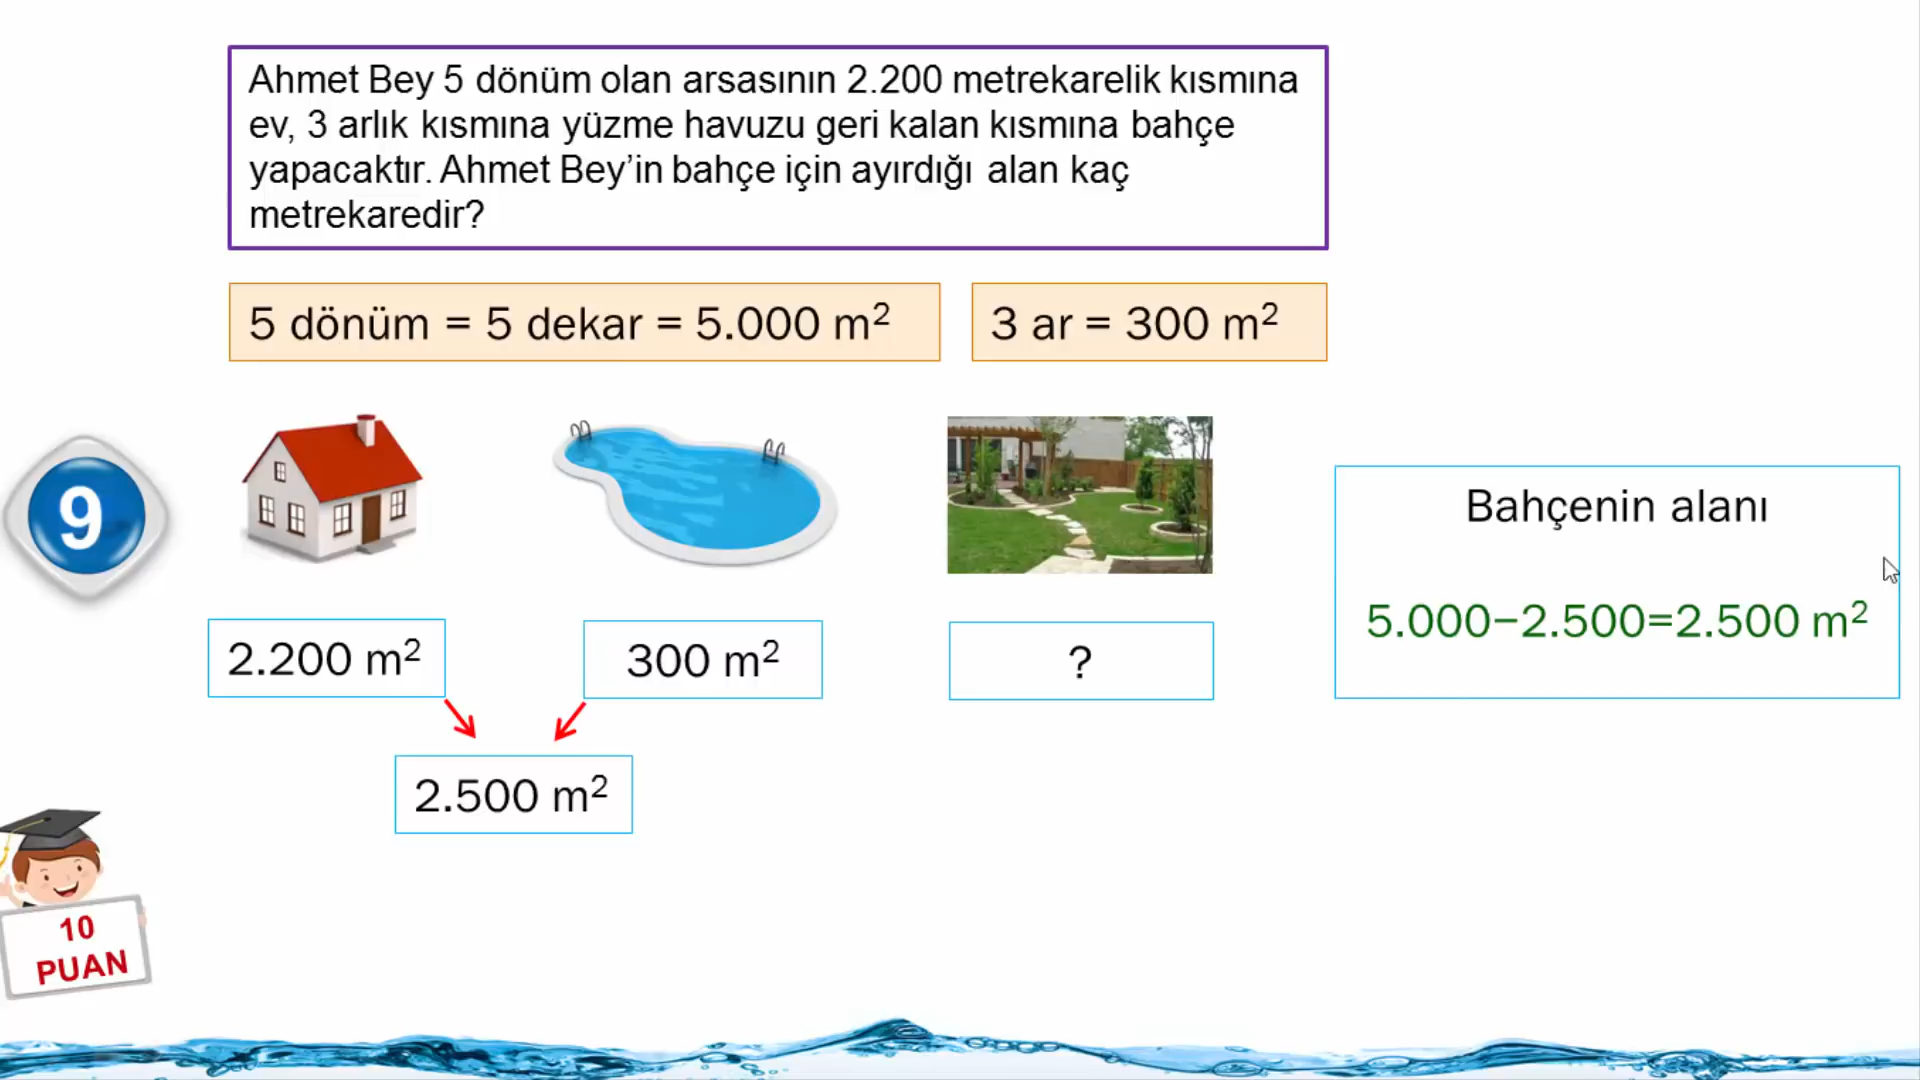 Ahmet Bey 5 dönüm olan arsasının 2.200 metrekarelik kısmına
ev, 3 arlık kısmına yüzme havuzu geri kalan kısmına bahçe
yapacaktır. Ahmet Bey’in bahçe için ayırdığı alan kaç
metrekaredir?
5 dönüm = 5 dekar = 5.000 m²
3 ar = 300 m²
9
Bahçenin alanı
5.000−2.500=2.500 m²
2.200 m²
300 m²
?
2.500 m²
10
PUAN